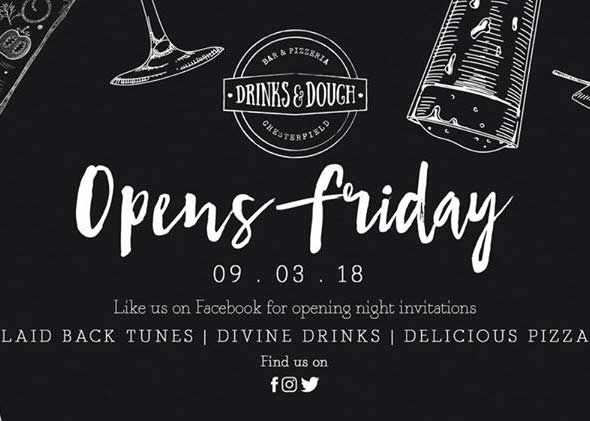 BAR & PIZZERIA
DRINKS & DOUGH
CHESTERFIELD
Opens Friday
09 . 03 . 18
Like us on Facebook for opening night invitations
LAID BACK TUNES | DIVINE DRINKS | DELICIOUS PIZZA
Find us on